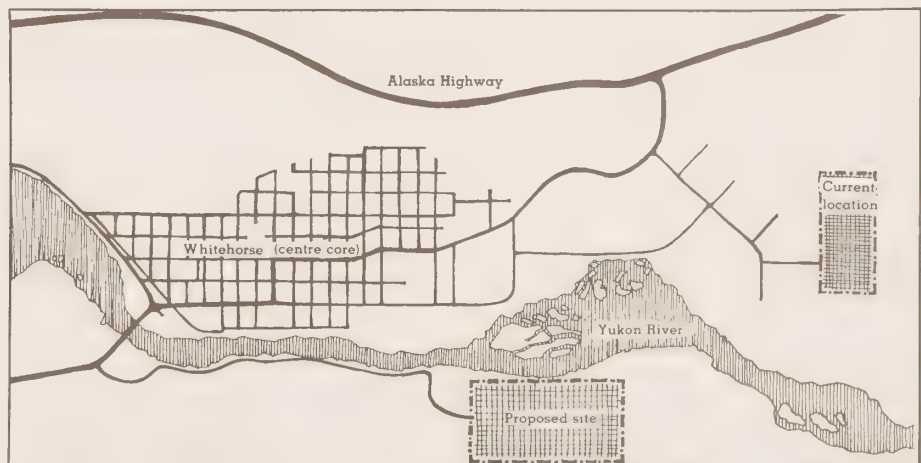 Alaska Highway
Current
location
Whitehorse (centre core)
Yukon River
Proposed site